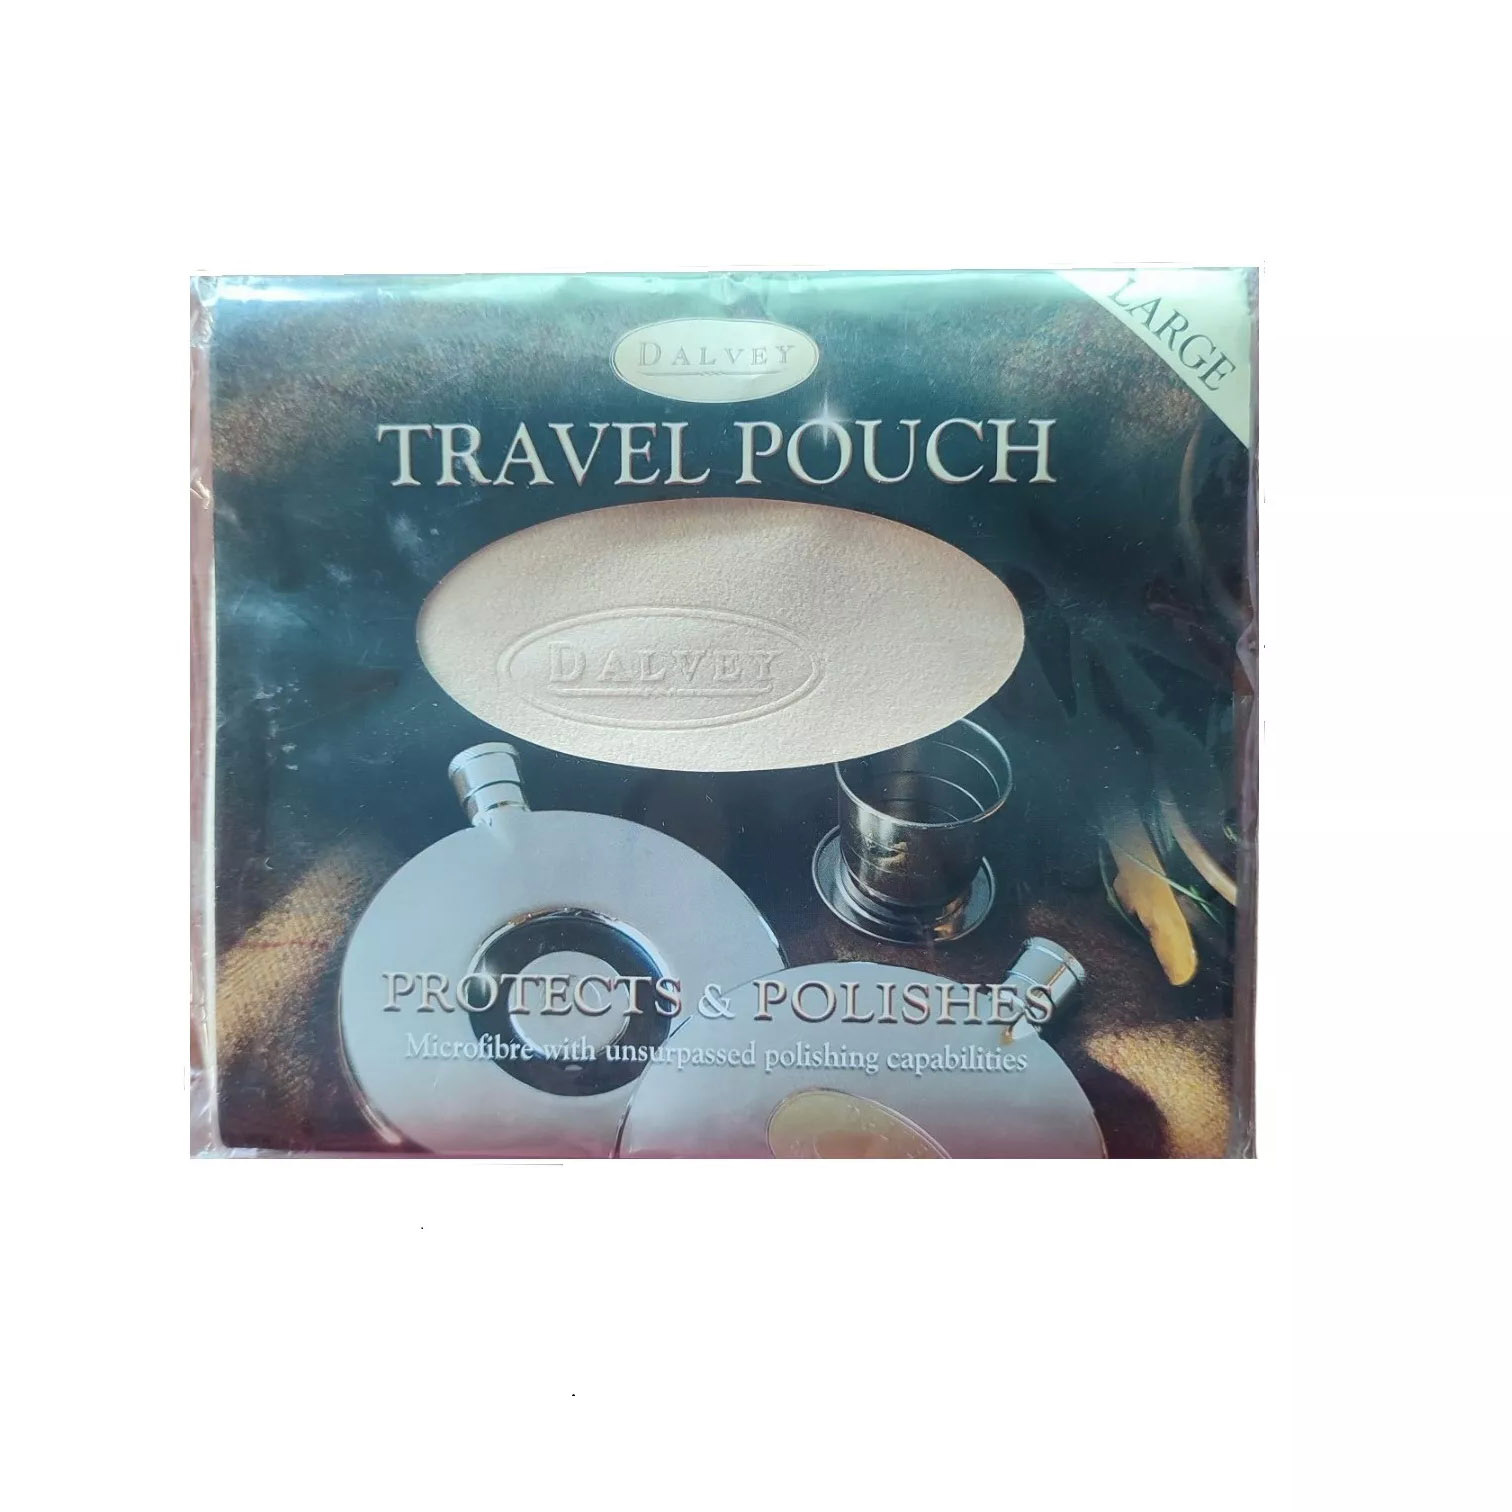 LARGE
DALVEY
TRAVEL POUCH
DALVEY
PROTECTS & POLISHES
Microfibre with unsurpassed polishing capabilities